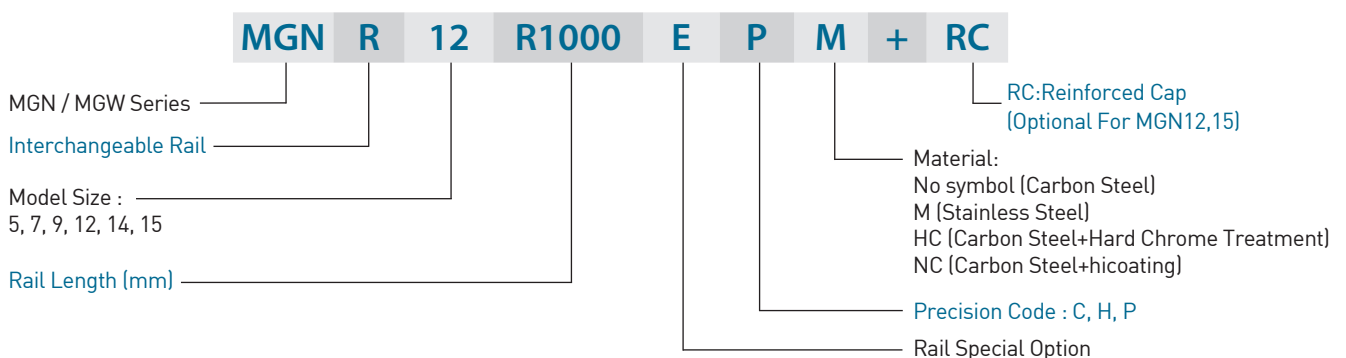 MGN R 12 R1000 E P M + RC
MGN / MGW Series
Interchangeable Rail
Model Size :
5, 7, 9, 12, 14, 15
Rail Length (mm)
RC:Reinforced Cap
(Optional For MGN12,15)
Material:
No symbol (Carbon Steel)
M (Stainless Steel)
HC (Carbon Steel+Hard Chrome Treatment)
NC (Carbon Steel+hicoating)
Precision Code : C, H, P
Rail Special Option